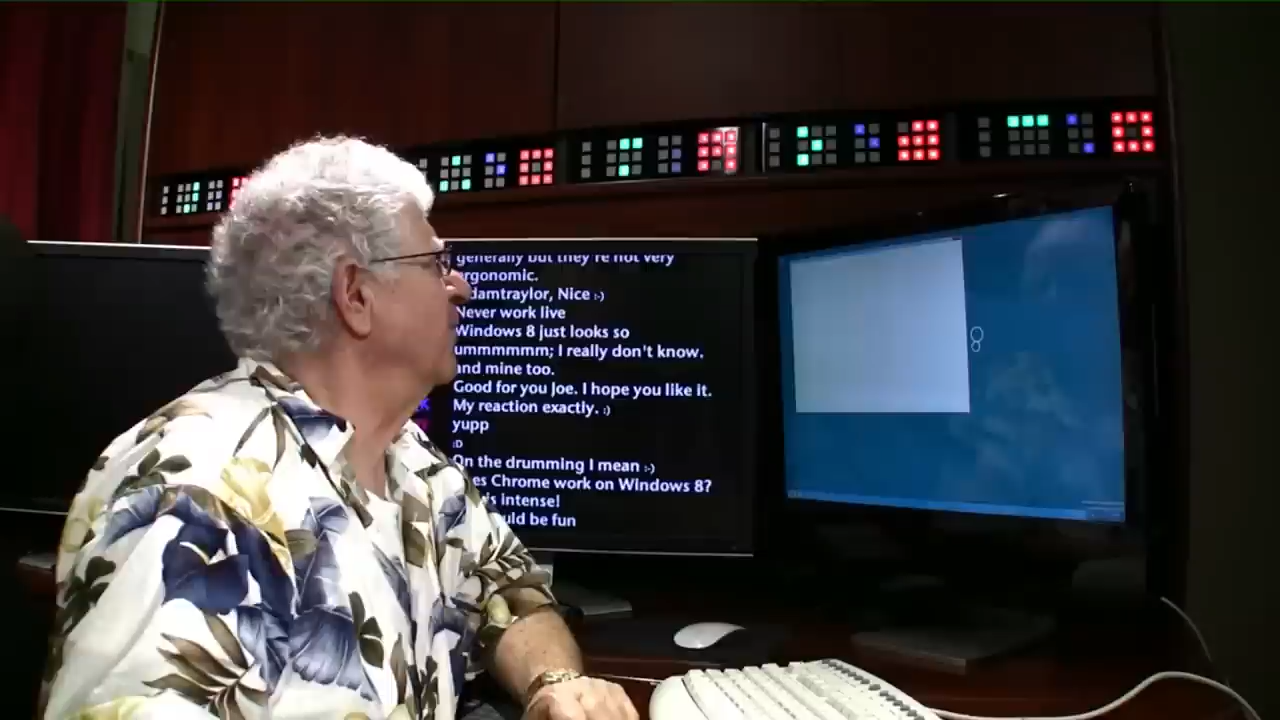 generally but they're not very
rgonomic.
damtraylor, Nice :-)
Never work live
Windows 8 just looks so
ummmmmm; I really don't know.
and mine too.
Good for you Joe. I hope you like it.
My reaction exactly. :)
yupp
:D
On the drumming I mean :-)
es Chrome work on Windows 8?
is intense!
uld be fun